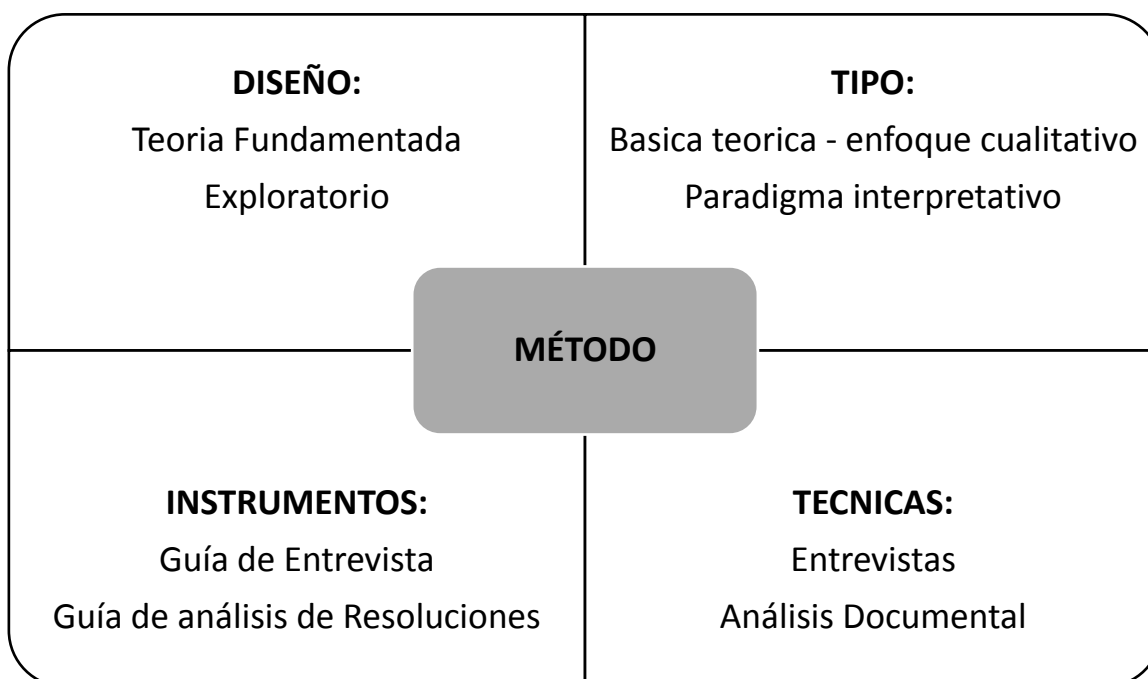 DISEÑO:
Teoria Fundamentada
Exploratorio
TIPO:
Basica teorica - enfoque cualitativo
Paradigma interpretativo
MÉTODO
INSTRUMENTOS:
Guía de Entrevista
Guía de análisis de Resoluciones
TECNICAS:
Entrevistas
Análisis Documental